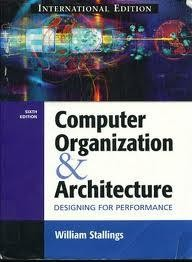 INTERNATIONAL EDITION
SIXTH EDITION
Computer
Organization
& Architecture
DESIGNING FOR PERFORMANCE
William Stallings